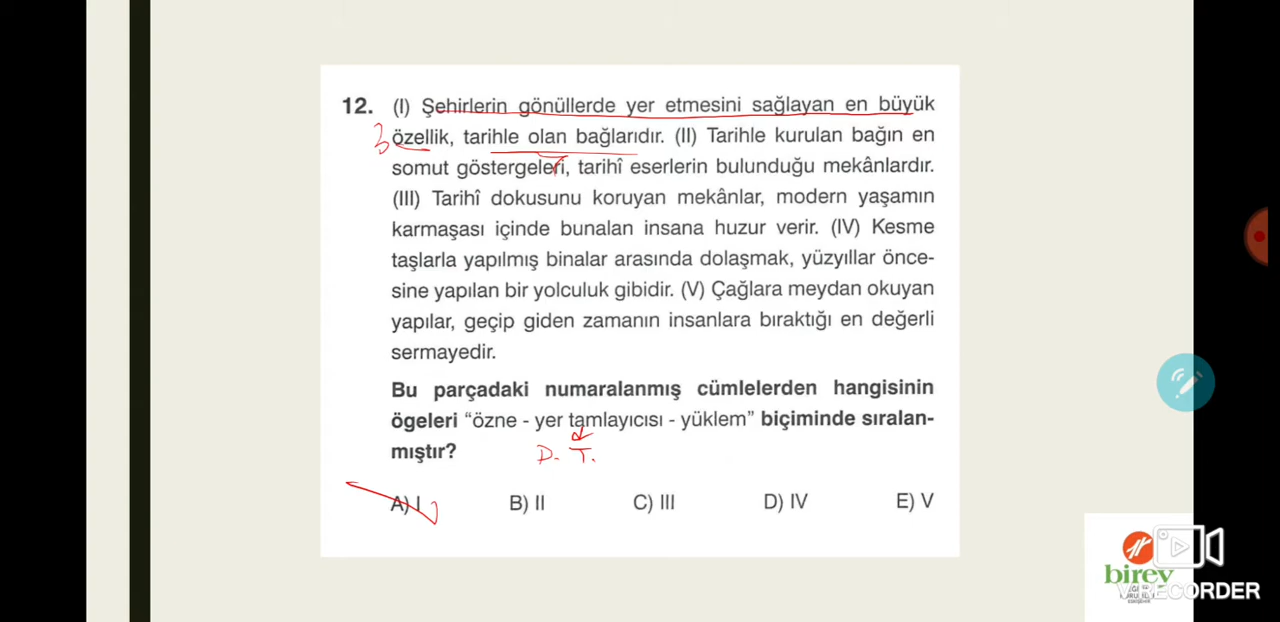 12. (I) Şehirlerin gönüllerde yer etmesini sağlayan en büyük
3 özellik, tarihle olan bağlarıdır. (II) Tarihle kurulan bağın en
somut göstergeleri, tarihî eserlerin bulunduğu mekânlardır.
(III) Tarihî dokusunu koruyan mekânlar, modern yaşamın
karmaşası içinde bunalan insana huzur verir. (IV) Kesme
taşlarla yapılmış binalar arasında dolaşmak, yüzyıllar önce-
sine yapılan bir yolculuk gibidir. (V) Çağlara meydan okuyan
yapılar, geçip giden zamanın insanlara bıraktığı en değerli
sermayedir.
Bu parçadaki numaralanmış cümlelerden hangisinin
ögeleri “özne - yer tamlayıcısı - yüklem” biçiminde sıralan-
mıştır?
D. T.
A) I B) II C) III D) IV E) V
birey
RECORDER